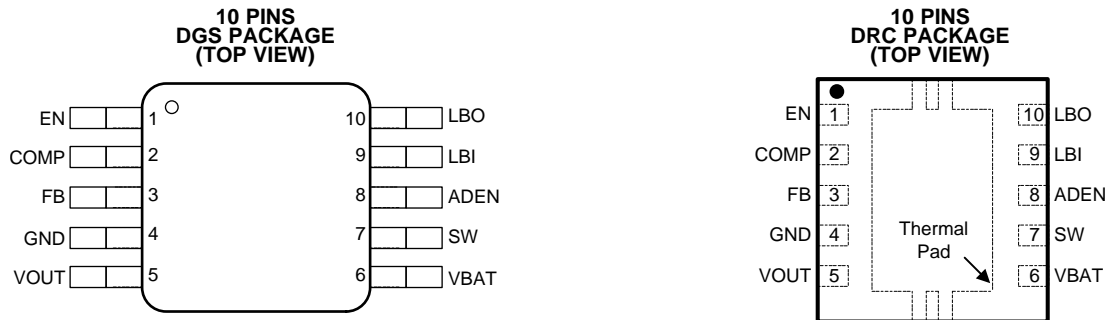 10 PINS
DGS PACKAGE
(TOP VIEW)
EN 1 10 LBO
COMP 2 9 LBI
FB 3 8 ADEN
GND 4 7 SW
VOUT 5 6 VBAT
10 PINS
DRC PACKAGE
(TOP VIEW)
EN 1 10 LBO
COMP 2 9 LBI
FB 3 8 ADEN
GND 4 7 SW
Thermal
Pad
VOUT 5 6 VBAT